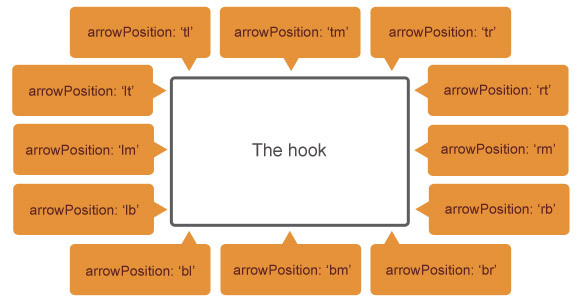 arrowPosition: ‘tl’
arrowPosition: ‘tm’
arrowPosition: ‘tr’
arrowPosition: ‘lt’
arrowPosition: ‘rt’
arrowPosition: ‘lm’
The hook
arrowPosition: ‘rm’
arrowPosition: ‘lb’
arrowPosition: ‘rb’
arrowPosition: ‘bl’
arrowPosition: ‘bm’
arrowPosition: ‘br’